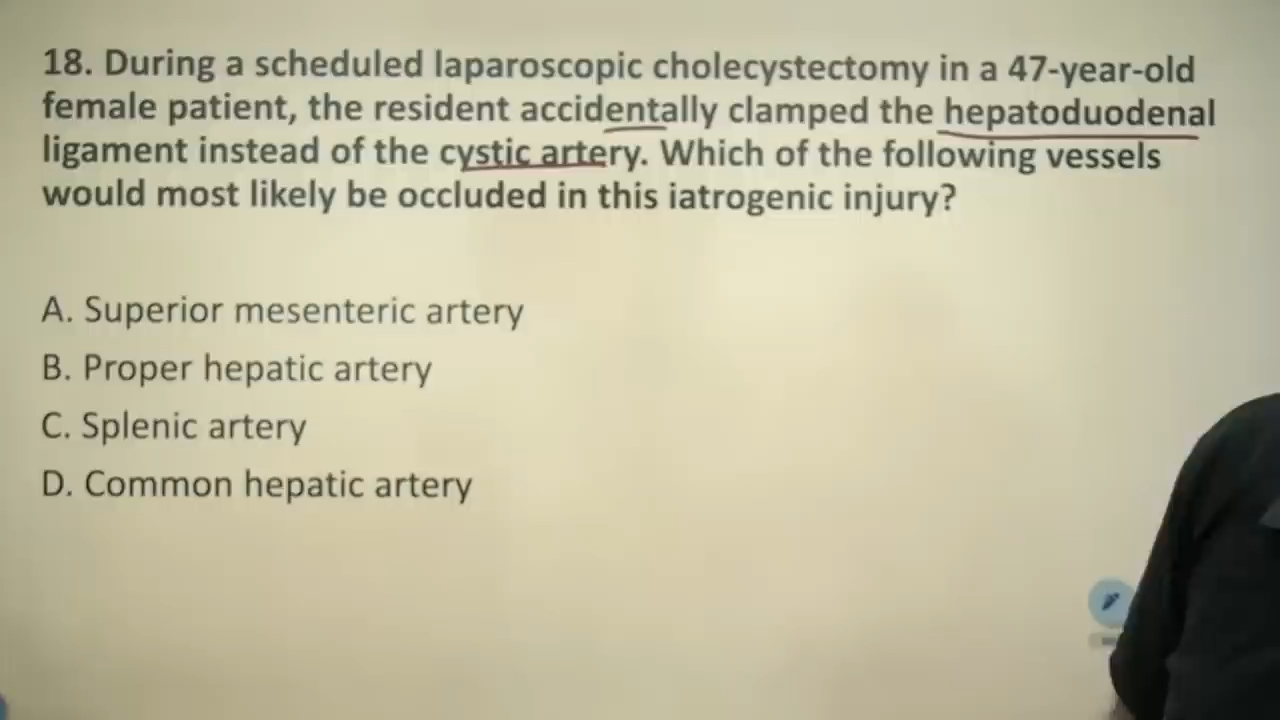 18. During a scheduled laparoscopic cholecystectomy in a 47-year-old
female patient, the resident accidentally clamped the hepatoduodenal
ligament instead of the cystic artery. Which of the following vessels
would most likely be occluded in this iatrogenic injury?
A. Superior mesenteric artery
B. Proper hepatic artery
C. Splenic artery
D. Common hepatic artery